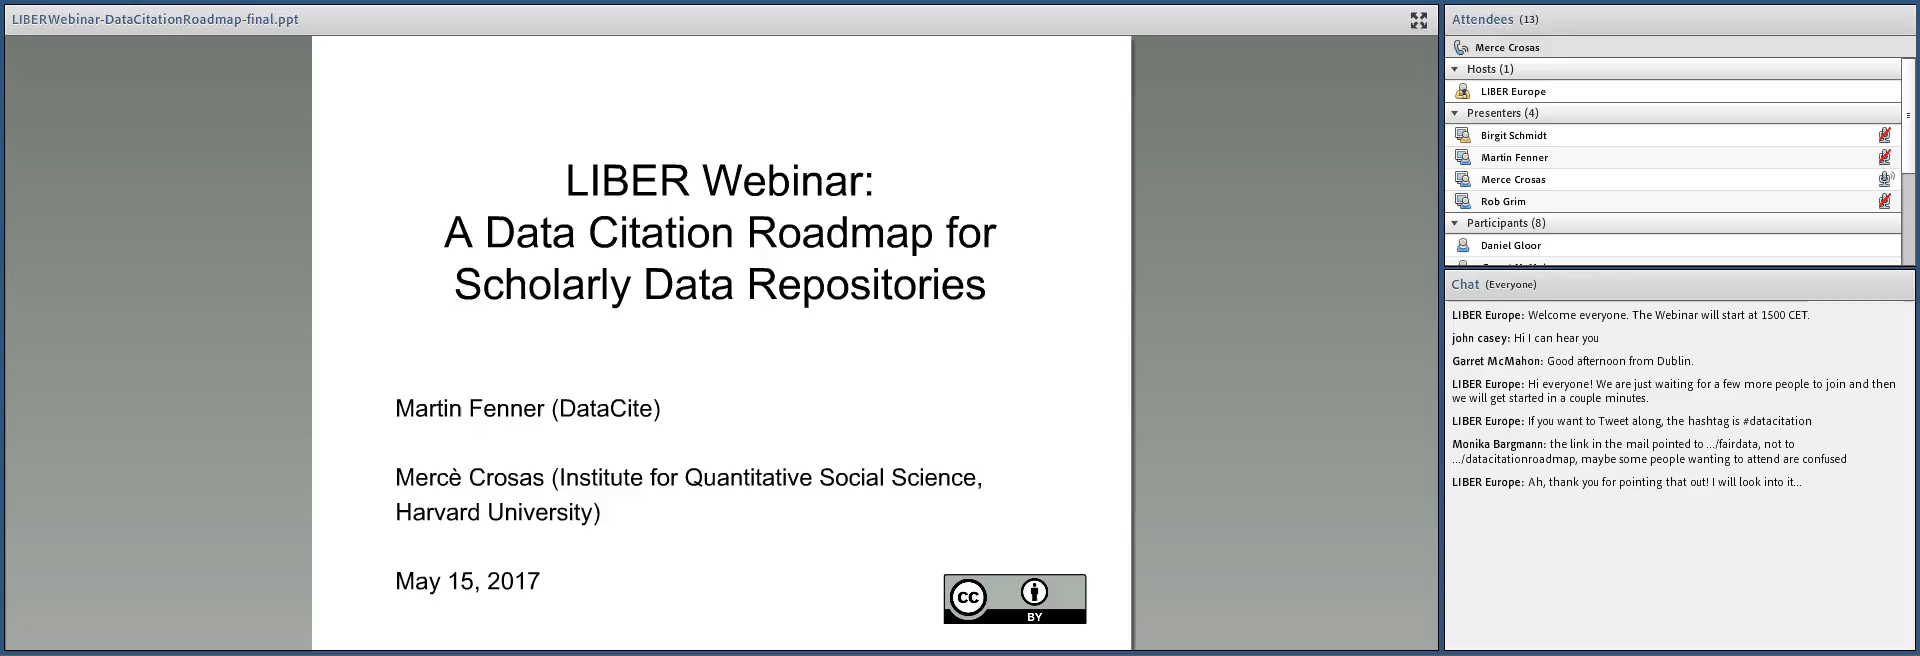 LIBERWebinar-DataCitationRoadmap-final.ppt
LIBER Webinar:
A Data Citation Roadmap for
Scholarly Data Repositories
Martin Fenner (DataCite)
Mercè Crosas (Institute for Quantitative Social Science,
Harvard University)
May 15, 2017
cc
BY
Attendees (13)
Merce Crosas
Hosts (1)
LIBER Europe
Presenters (4)
Birgit Schmidt
Martin Fenner
Merce Crosas
Rob Grim
Participants (8)
Daniel Gloor
Chat (Everyone)
LIBER Europe: Welcome everyone. The Webinar will start at 1500 CET.
john casey: Hi I can hear you
Garret McMahon: Good afternoon from Dublin.
LIBER Europe: Hi everyone! We are just waiting for a few more people to join and then
we will get started in a couple minutes.
LIBER Europe: If you want to Tweet along, the hashtag is #datacitation
Monika Bargmann: the link in the mail pointed to .../fairdata, not to
.../datacitationroadmap, maybe some people wanting to attend are confused
LIBER Europe: Ah, thank you for pointing that out! I will look into it...